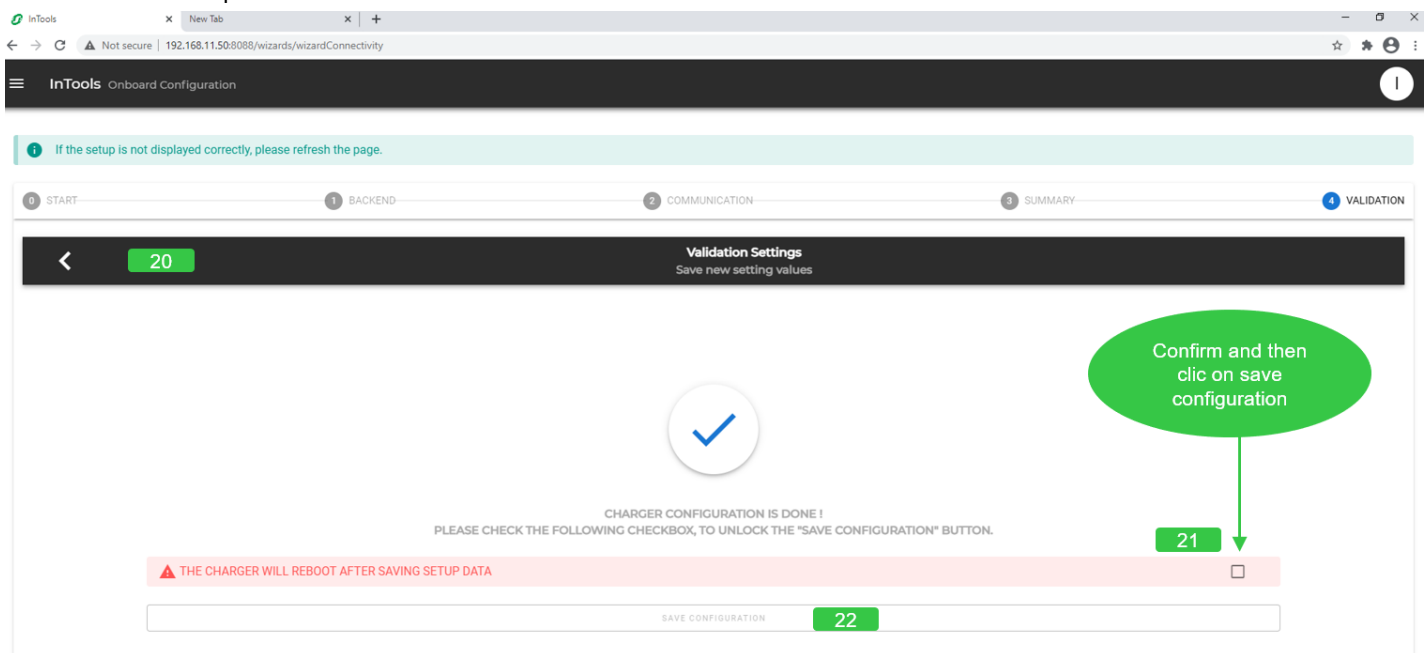 InTools
New Tab
Not secure | 192.168.11.50:8088/wizards/wizardConnectivity
InTools Onboard Configuration
I
If the setup is not displayed correctly, please refresh the page.
0 START
1 BACKEND
2 COMMUNICATION
3 SUMMARY
4 VALIDATION
20
Validation Settings
Save new setting values
Confirm and then
clic on save
configuration
CHARGER CONFIGURATION IS DONE !
PLEASE CHECK THE FOLLOWING CHECKBOX, TO UNLOCK THE "SAVE CONFIGURATION" BUTTON.
21
THE CHARGER WILL REBOOT AFTER SAVING SETUP DATA
SAVE CONFIGURATION
22